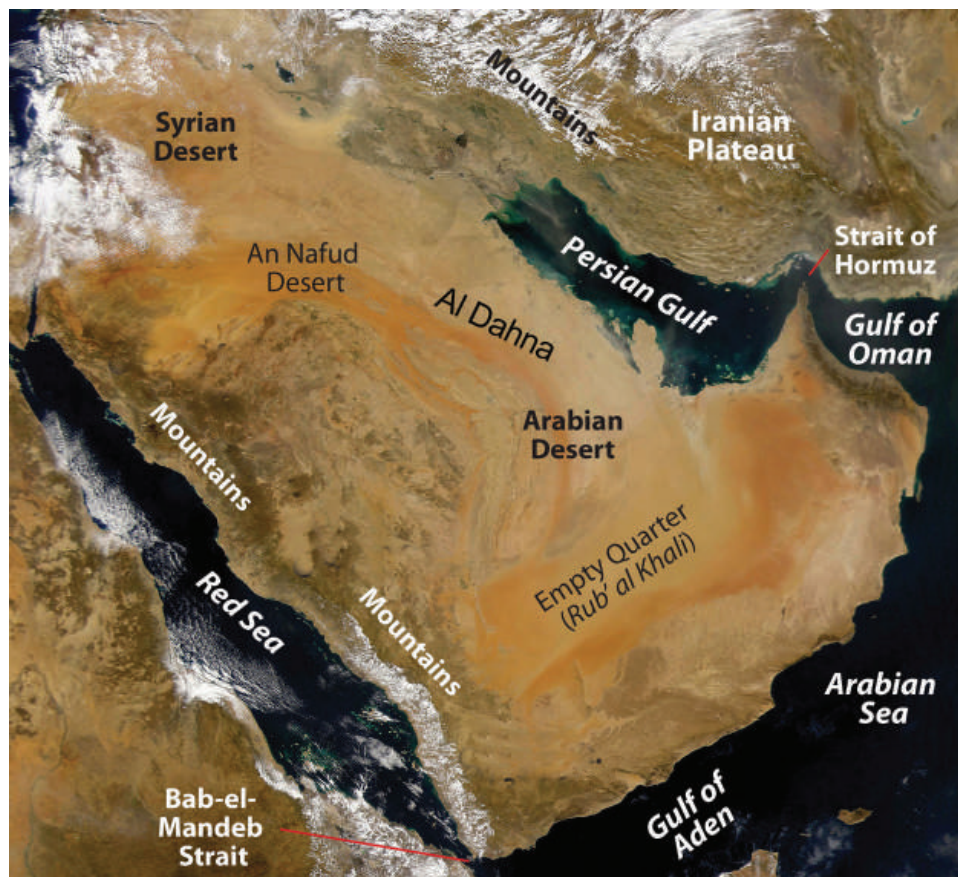 Mountains
Syrian
Desert
Iranian
Plateau
An Nafud
Desert
Persian Gulf
Strait of
Hormuz
Al Dahna
Gulf of
Oman
Mountains
Arabian
Desert
Empty Quarter
(Rub' al Khali)
Red Sea
Mountains
Arabian
Sea
Bab-el-
Mandeb
Strait
Gulf of
Aden